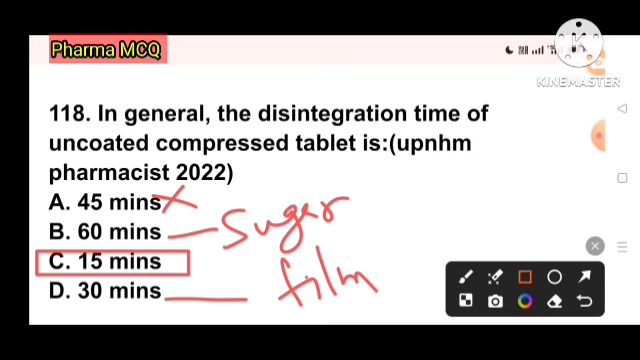 Pharma MCQ
KINEMASTER
118. In general, the disintegration time of
uncoated compressed tablet is:(upnhm
pharmacist 2022)
A. 45 mins
B. 60 mins sugar
C. 15 mins
D. 30 mins film